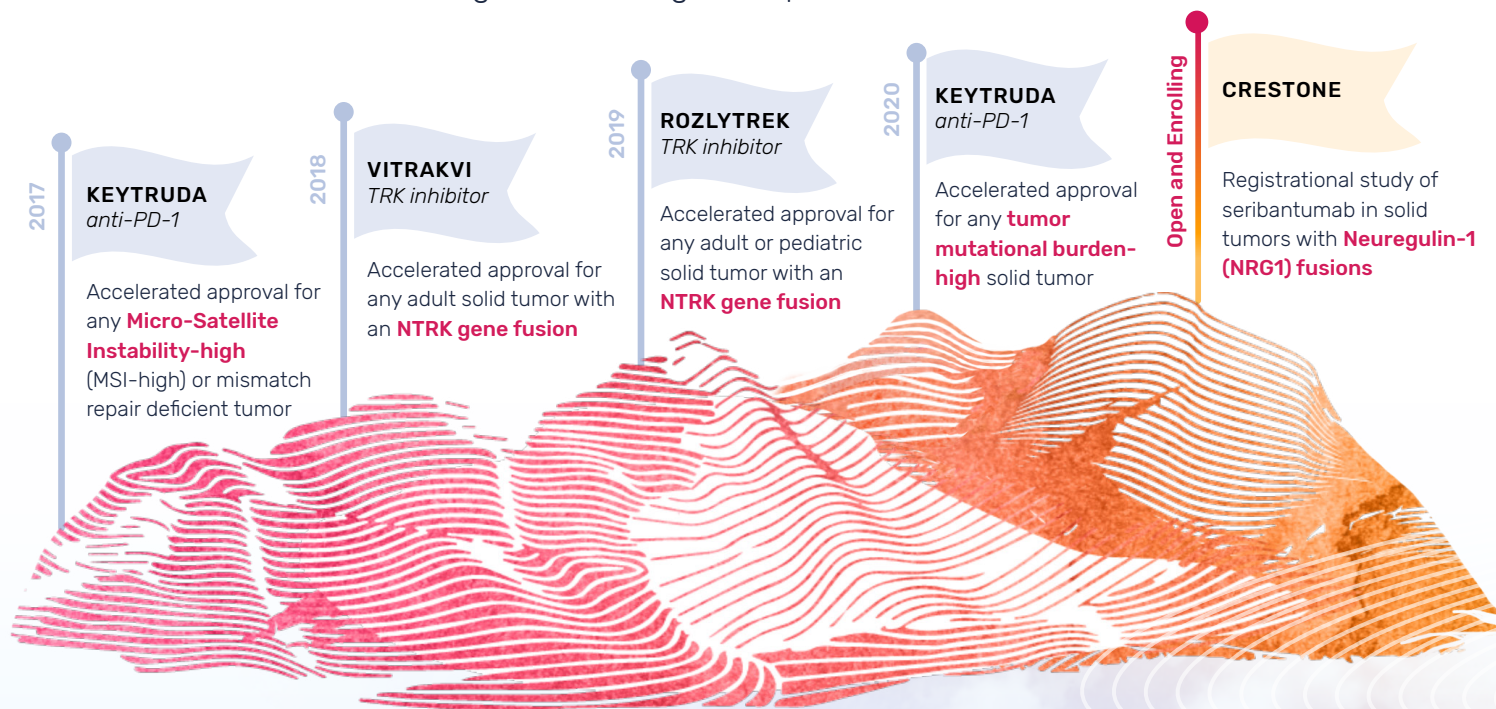 2017
KEYTRUDA
anti-PD-1
Accelerated approval for
any Micro-Satellite
Instability-high
(MSI-high) or mismatch
repair deficient tumor
2018
VITRAKVI
TRK inhibitor
Accelerated approval for
any adult solid tumor with
an NTRK gene fusion
2019
ROZLYTREK
TRK inhibitor
Accelerated approval for
any adult or pediatric
solid tumor with an
NTRK gene fusion
2020
KEYTRUDA
anti-PD-1
Accelerated approval
for any tumor
mutational burden-
high solid tumor
Open and Enrolling
CRESTONE
Registrational study of
seribantumab in solid
tumors with Neuregulin-1
(NRG1) fusions